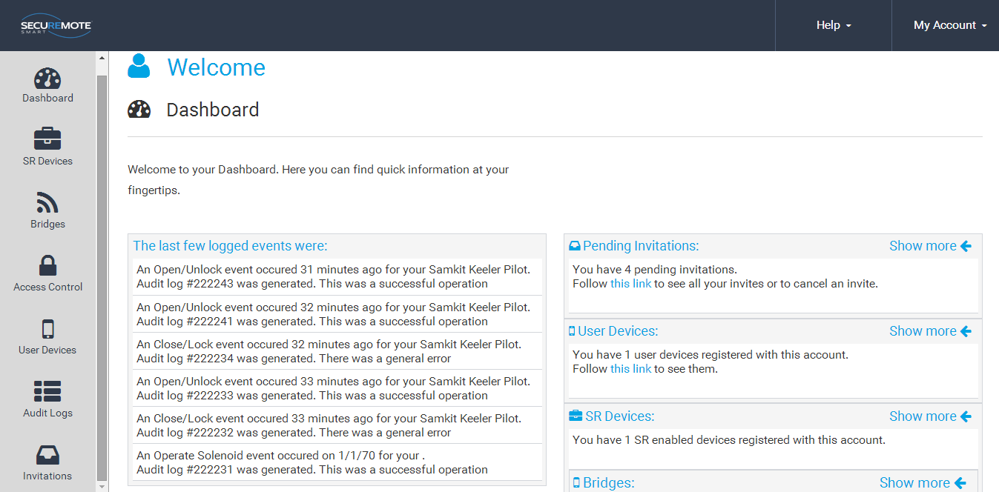 SECUREMOTE
SMART
Help
My Account
Dashboard
SR Devices
Bridges
Access Control
User Devices
Audit Logs
Invitations
Welcome
Dashboard
Welcome to your Dashboard. Here you can find quick information at your
fingertips.
The last few logged events were:
An Open/Unlock event occured 31 minutes ago for your Samkit Keeler Pilot.
Audit log #222243 was generated. This was a successful operation
An Open/Unlock event occured 32 minutes ago for your Samkit Keeler Pilot.
Audit log #222241 was generated. This was a successful operation
An Close/Lock event occured 32 minutes ago for your Samkit Keeler Pilot.
Audit log #222234 was generated. There was a general error
An Open/Unlock event occured 33 minutes ago for your Samkit Keeler Pilot.
Audit log #222233 was generated. This was a successful operation
An Close/Lock event occured 33 minutes ago for your Samkit Keeler Pilot.
Audit log #222232 was generated. There was a general error
An Operate Solenoid event occured on 1/1/70 for your .
Audit log #222231 was generated. This was a successful operation
Pending Invitations: Show more
You have 4 pending invitations.
Follow this link to see all your invites or to cancel an invite.
User Devices: Show more
You have 1 user devices registered with this account.
Follow this link to see them.
SR Devices: Show more
You have 1 SR enabled devices registered with this account.
Bridges: Show more